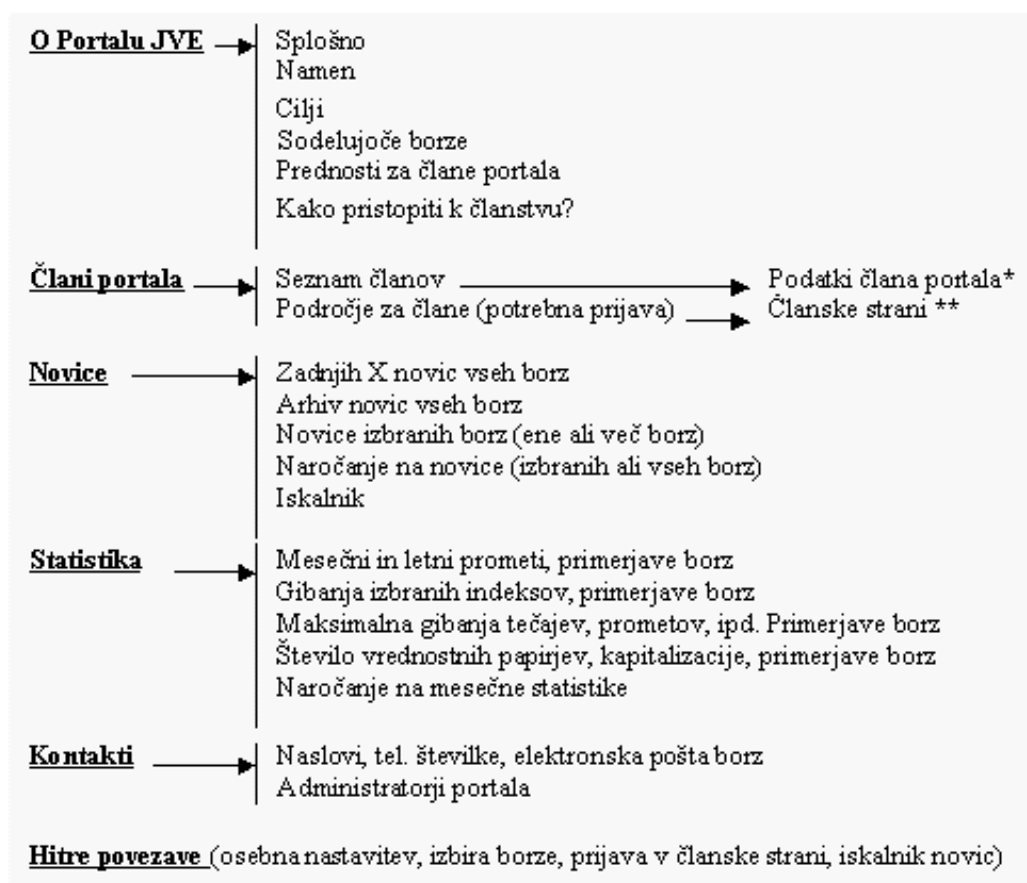 O Portalu JVE Splošno
Namen
Cilji
Sodelujoče borze
Prednosti za člane portala
Kako pristopiti k članstvu?
Člani portala Seznam članov Podatki člana portala*
Področje za člane (potrebna prijava) Članske strani **
Novice Zadnjih X novic vseh borz
Arhiv novic vseh borz
Novice izbranih borz (ene ali več borz)
Naročanje na novice (izbranih ali vseh borz)
Iskalnik
Statistika Mesečni in letni prometi, primerjave borz
Gibanja izbranih indeksov, primerjave borz
Maksimalna gibanja tečajev, prometov, ipd. Primerjave borz
Število vrednostnih papirjev, kapitalizacije, primerjave borz
Naročanje na mesečne statistike
Kontakti Naslovi, tel. številke, elektronska pošta borz
Administratorji portala
Hitre povezave (osebna nastavitev, izbira borze, prijava v članske strani, iskalnik novic)